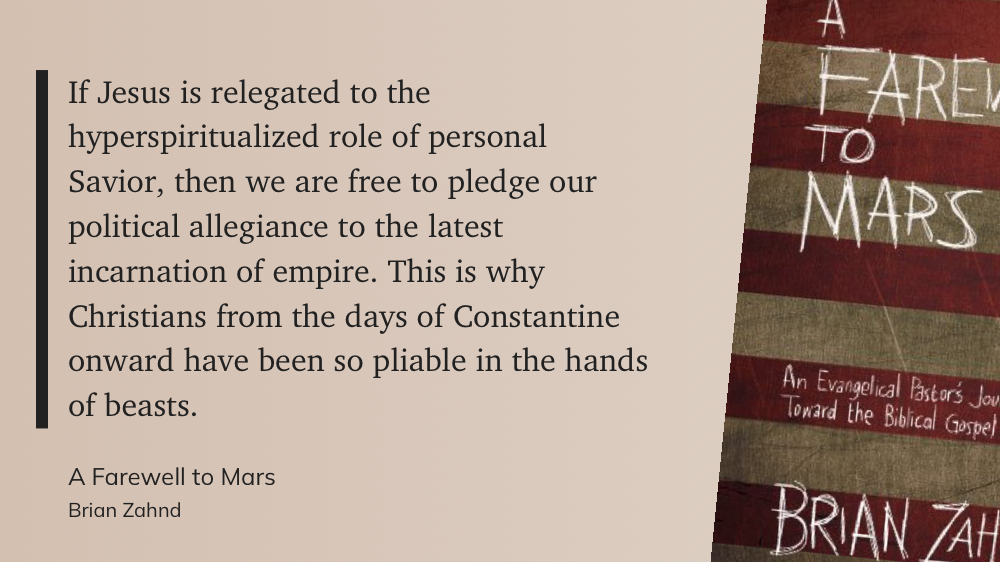 If Jesus is relegated to the
hyperspiritualized role of personal
Savior, then we are free to pledge our
political allegiance to the latest
incarnation of empire. This is why
Christians from the days of Constantine
onward have been so pliable in the hands
of beasts.
A Farewell to Mars
Brian Zahnd
A
FAREW
TO
MARS
An Evangelical Pastor's Jou
Toward the Biblical Gospel
BRIAN ZAH